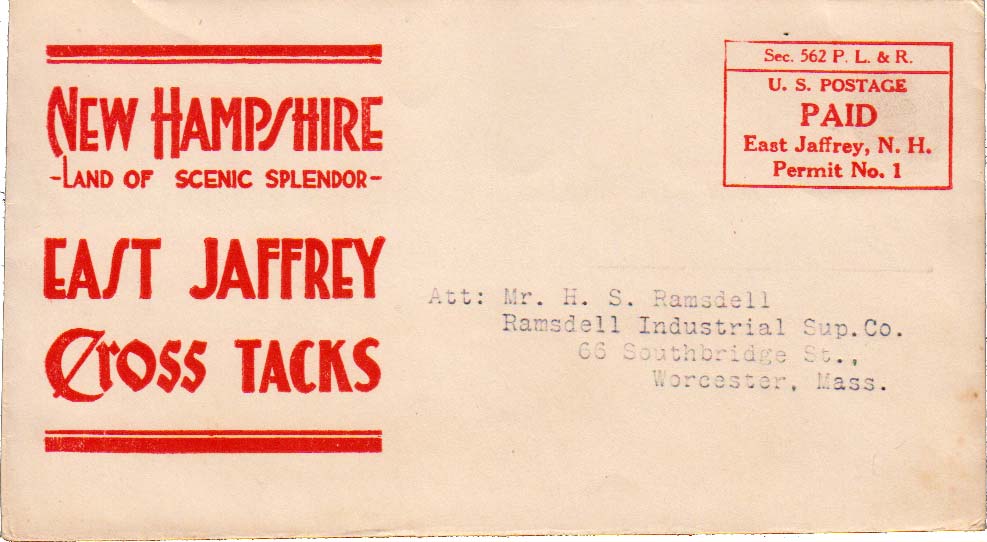 NEW HAMPSHIRE
-LAND OF SCENIC SPLENDOR-
EAST JAFFREY
CROSS TACKS
Sec. 562 P. L. & R.
U. S. POSTAGE
PAID
East Jaffrey, N. H.
Permit No. 1
Att: Mr. H. S. Ramsdell
Ramsdell Industrial Sup.Co.
66 Southbridge St.,
Worcester, Mass.